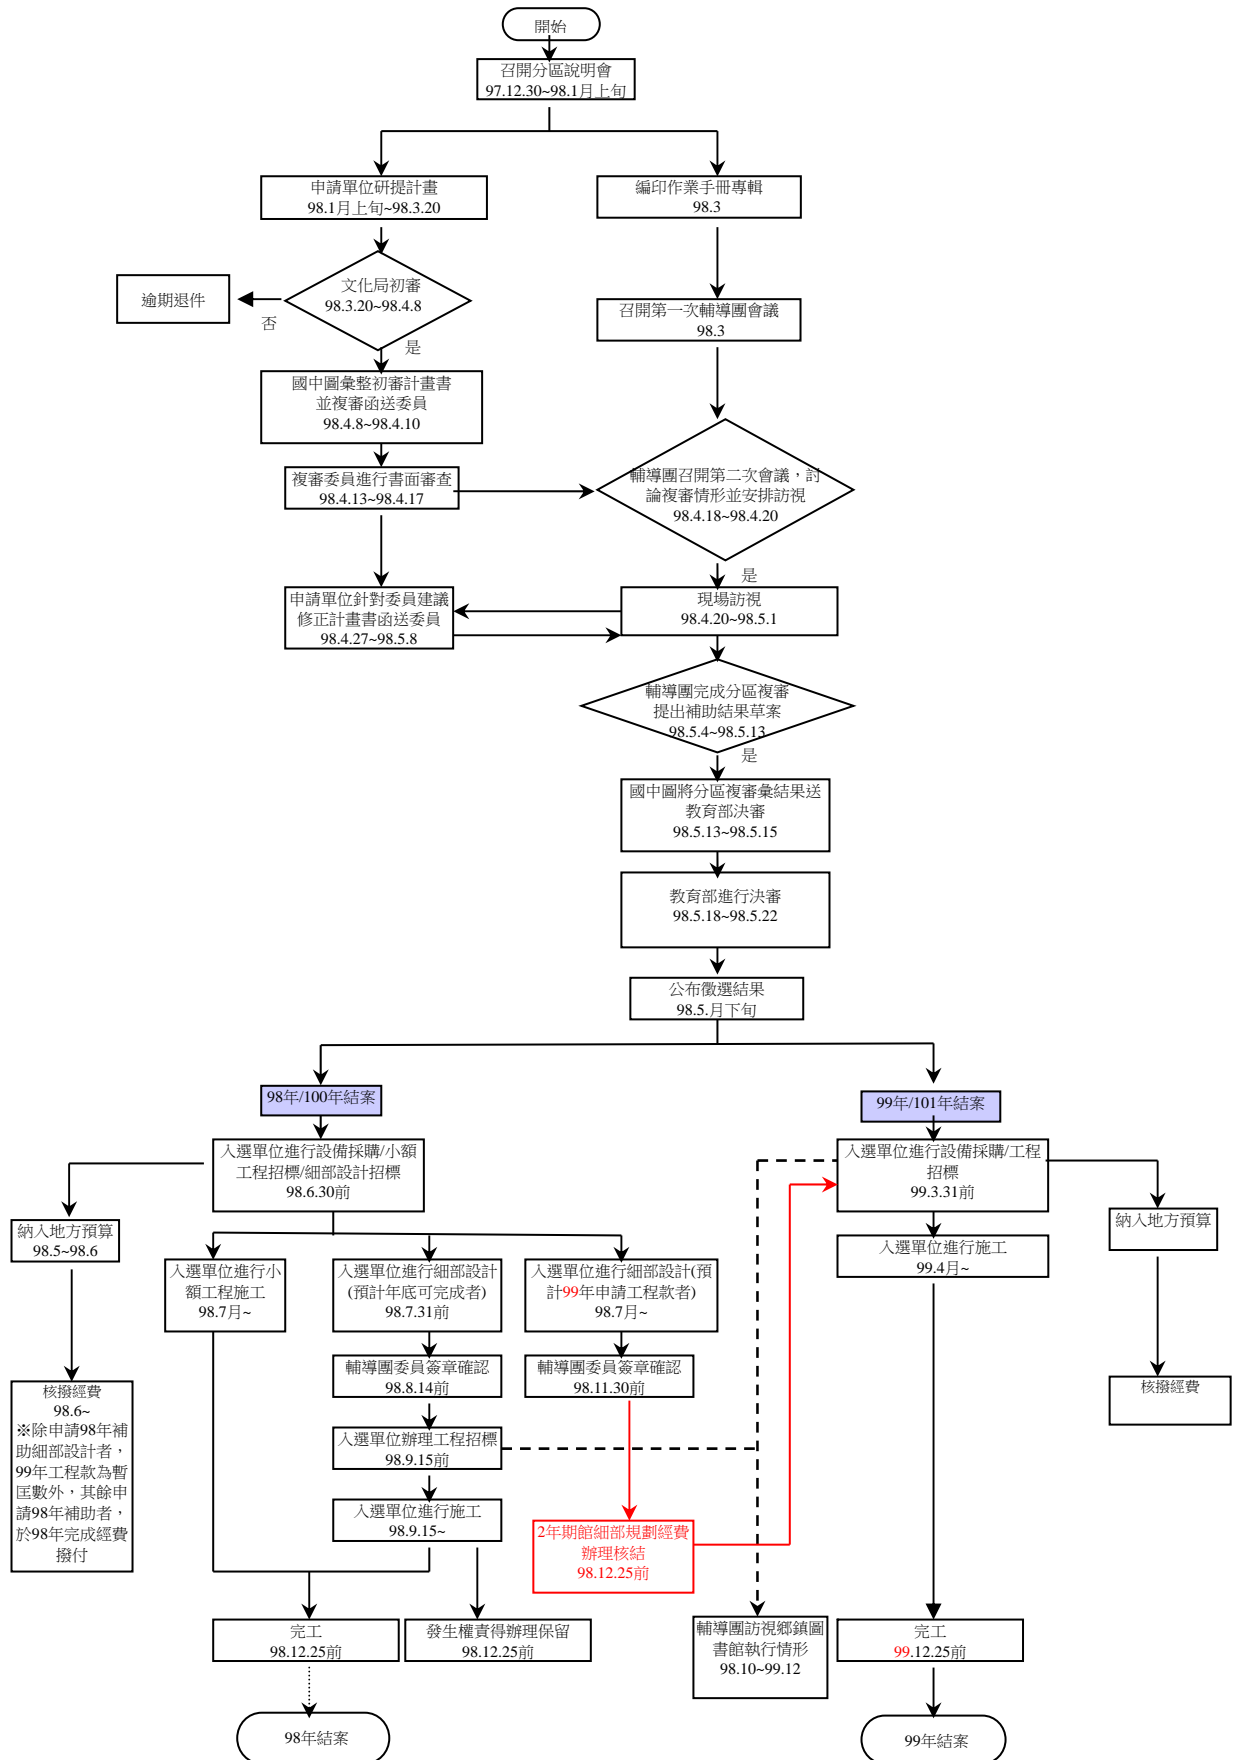 開始
召開分區說明會
97.12.30~98.1月上旬
申請單位研提計畫
98.1月上旬~98.3.20
編印作業手冊專輯
98.3
文化局初審
98.3.20~98.4.8
逾期退件
否
是
召開第一次輔導團會議
98.3
國中圖彙整初審計畫書
並複審函送委員
98.4.8~98.4.10
複審委員進行書面審查
98.4.13~98.4.17
輔導團召開第二次會議，討
論複審情形並安排訪視
98.4.18~98.4.20
是
申請單位針對委員建議
修正計畫書函送委員
98.4.27~98.5.8
現場訪視
98.4.20~98.5.1
輔導團完成分區複審
提出補助結果草案
98.5.4~98.5.13
是
國中圖將分區複審彙結果送
教育部決審
98.5.13~98.5.15
教育部進行決審
98.5.18~98.5.22
公布徵選結果
98.5.月下旬
98年/100年結案
99年/101年結案
入選單位進行設備採購/小額
工程招標/細部設計招標
98.6.30前
入選單位進行設備採購/工程
招標
99.3.31前
納入地方預算
98.5~98.6
納入地方預算
入選單位進行小
額工程施工
98.7月~
入選單位進行細部設計
(預計年底可完成者)
98.7.31前
入選單位進行細部設計(預
計99年申請工程款者)
98.7月~
入選單位進行施工
99.4月~
輔導團委員簽章確認
98.8.14前
輔導團委員簽章確認
98.11.30前
核撥經費
98.6~
※除申請98年補
助細部設計者，
99年工程款為暫
匡數外，其餘申
請98年補助者，
於98年完成經費
撥付
核撥經費
入選單位辦理工程招標
98.9.15前
入選單位進行施工
98.9.15~
2年期館細部規劃經費
辦理核結
98.12.25前
完工
98.12.25前
發生權責得辦理保留
98.12.25前
輔導團訪視鄉鎮圖
書館執行情形
98.10~99.12
完工
99.12.25前
98年結案
99年結案